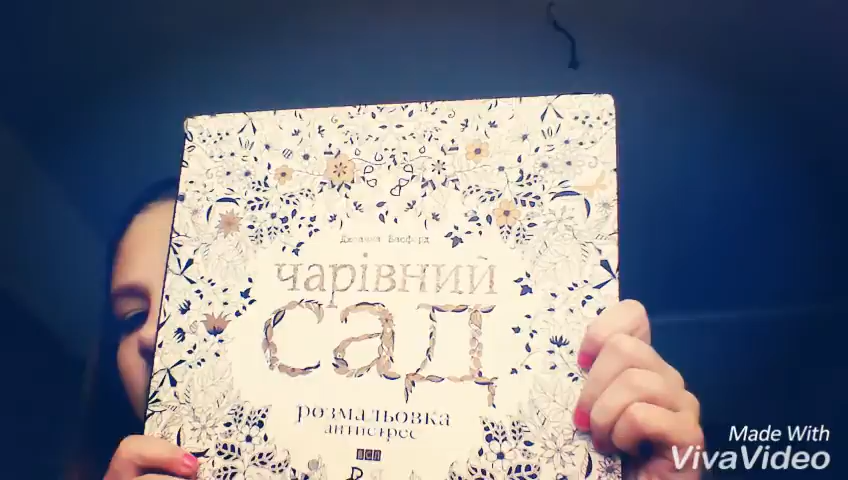 Джоанна Басфорд
чарівний
сад
розмальовка
антистрес
Made With
VivaVideo